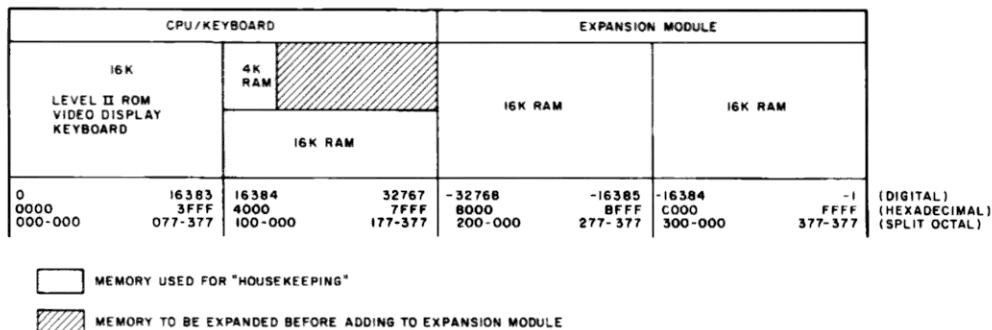 CPU/KEYBOARD
EXPANSION MODULE
16K
LEVEL II ROM
VIDEO DISPLAY
KEYBOARD
4K
RAM
16K RAM
16K RAM
16K RAM
0 16383 16384 32767 -32768 -16385 -16384 -1 (DIGITAL)
0000 3FFF 4000 7FFF 8000 BFFF C000 FFFF (HEXADECIMAL)
000-000 077-377 100-000 177-377 200-000 277-377 300-000 377-377 (SPLIT OCTAL)
MEMORY USED FOR "HOUSEKEEPING"
MEMORY TO BE EXPANDED BEFORE ADDING TO EXPANSION MODULE